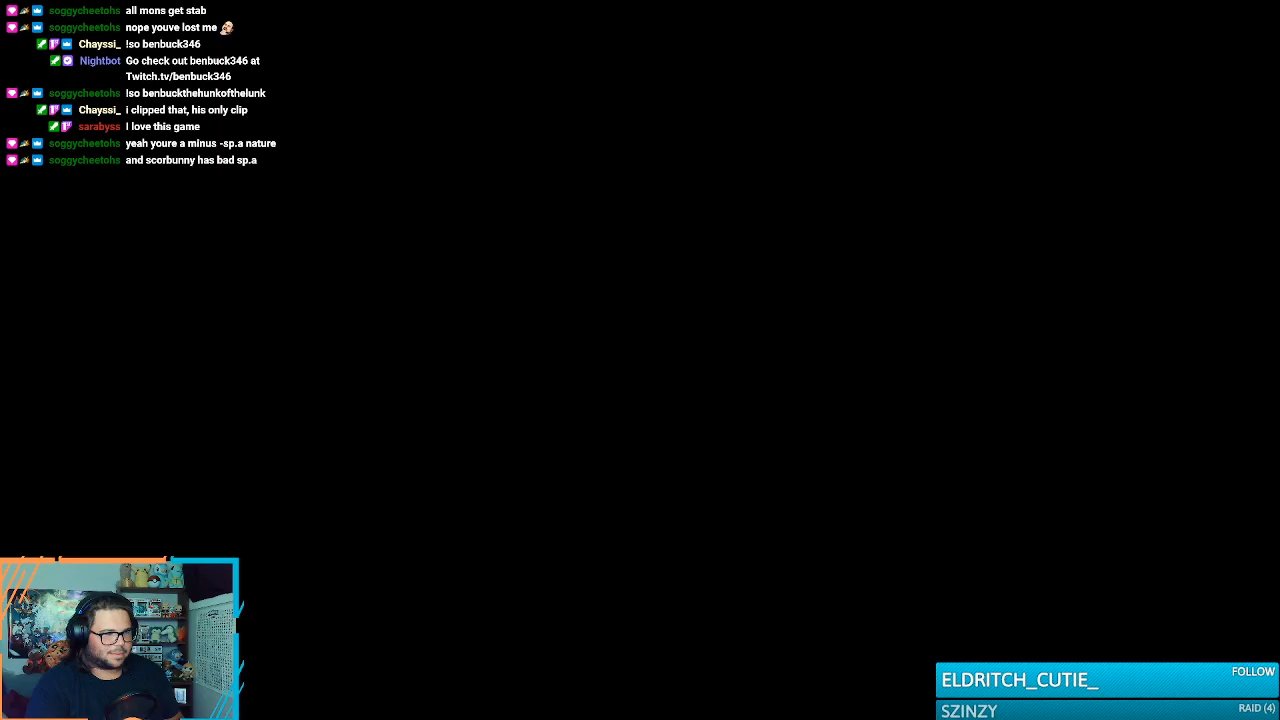 soggycheetohs all mons get stab
soggycheetohs nope youve lost me
Chayssi_ !so benbuck346
Nightbot Go check out benbuck346 at
Twitch.tv/benbuck346
soggycheetohs !so benbuckthehunkofthelunk
Chayssi_ i clipped that, his only clip
sarabyss I love this game
soggycheetohs yeah youre a minus -sp.a nature
soggycheetohs and scorbunny has bad sp.a
ELDRITCH_CUTIE_ FOLLOW
SZINZY RAID (4)